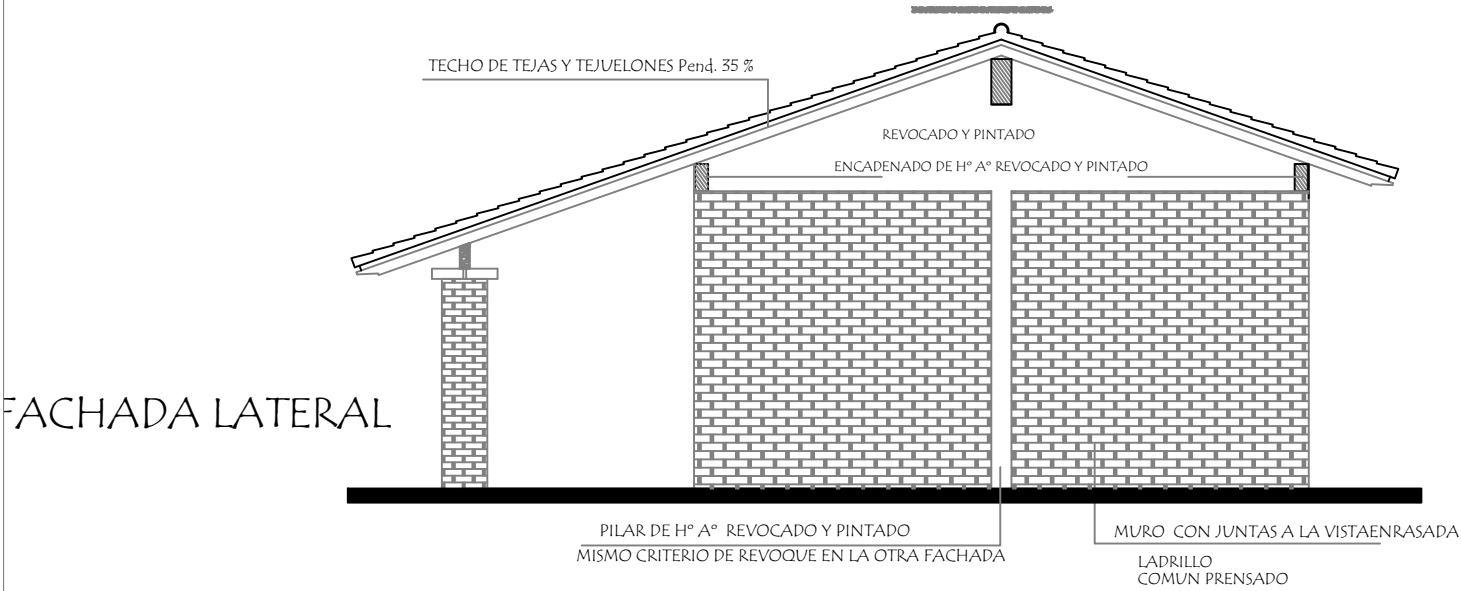 TECHO DE TEJAS Y TEJUELONES Pend. 35 %
REVOCADO Y PINTADO
ENCADENADO DE Hº Aº REVOCADO Y PINTADO
FACHADA LATERAL
PILAR DE Hº Aº REVOCADO Y PINTADO
MISMO CRITERIO DE REVOQUE EN LA OTRA FACHADA
MURO CON JUNTAS A LA VISTAENRASADA
LADRILLO
COMUN PRENSADO